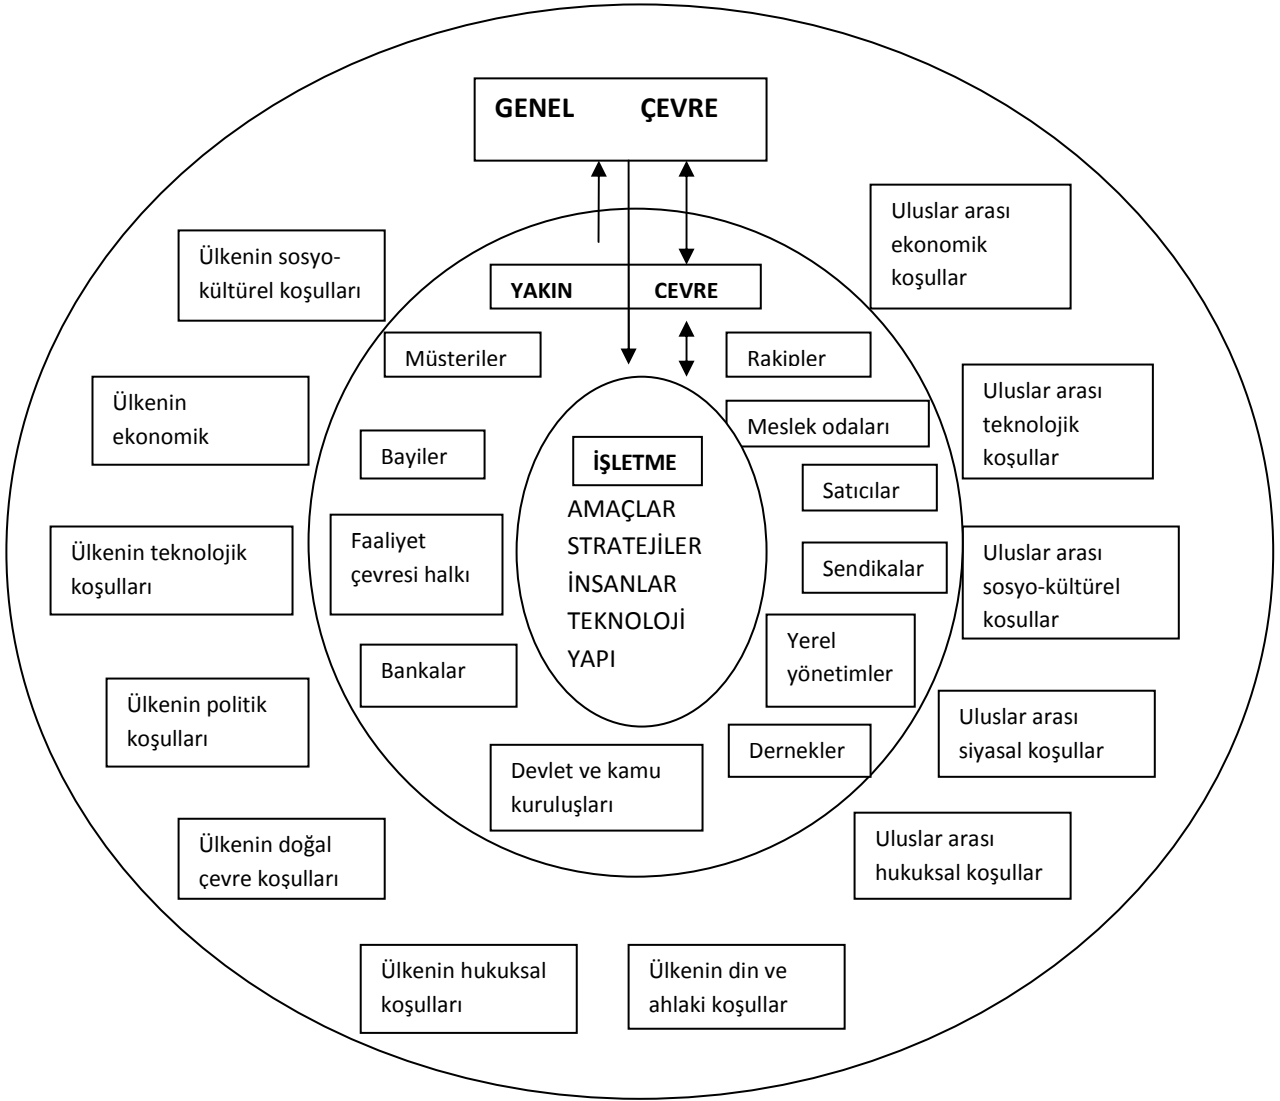 GENEL ÇEVRE
Uluslar arası
ekonomik
koşullar
Ülkenin sosyo-
kültürel koşulları
YAKIN CEVRE
Müsteriler
Rakipler
Ülkenin
ekonomik
Uluslar arası
teknolojik
koşullar
Meslek odaları
Bayiler
İŞLETME
AMAÇLAR
STRATEJİLER
İNSANLAR
TEKNOLOJİ
YAPI
Satıcılar
Ülkenin teknolojik
koşulları
Faaliyet
çevresi halkı
Sendikalar
Uluslar arası
sosyo-kültürel
kosullar
Bankalar
Yerel
yönetimler
Ülkenin politik
koşulları
Uluslar arası
siyasal koşullar
Dernekler
Devlet ve kamu
kuruluşları
Ülkenin doğal
çevre koşulları
Uluslar arası
hukuksal koşullar
Ülkenin hukuksal
koşulları
Ülkenin din ve
ahlaki koşullar